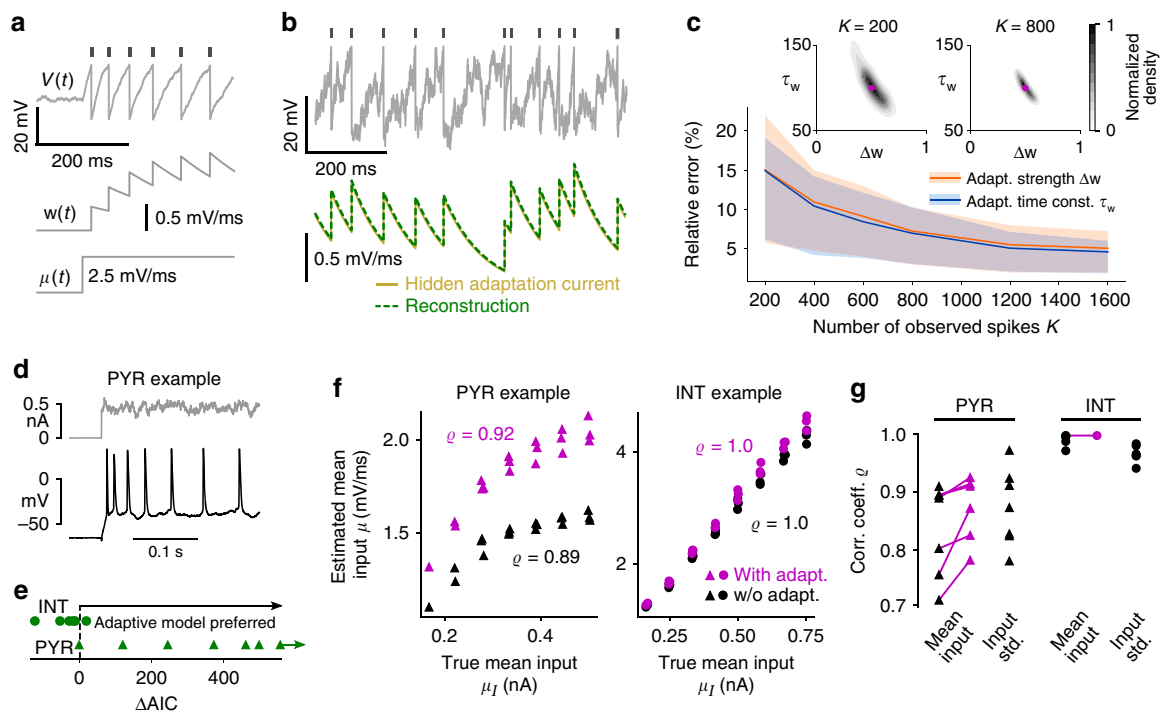 a
V(t)
20 mV
200 ms
w(t)
0.5 mV/ms
μ(t)
2.5 mV/ms
b
20 mV
200 ms
0.5 mV/ms
Hidden adaptation current
Reconstruction
c
K = 200
K = 800
150
τw
50
0
Δw
1
150
τw
50
0
Δw
1
1
0
Normalized
density
Relative error (%)
20
15
10
5
Adapt. strength Δw
Adapt. time const. τw
200 400 600 800 1000 1200 1400 1600
Number of observed spikes K
d
PYR example
0.5
nA
0
0
mV
–50
0.1 s
e
INT
Adaptive model preferred
PYR
0 200 400
ΔAIC
f
PYR example
Estimated mean
input μ (mV/ms)
2.0
1.5
ϱ = 0.92
ϱ = 0.89
0.2 0.4
True mean input
μI (nA)
INT example
4
2
ϱ = 1.0
ϱ = 1.0
With adapt.
w/o adapt.
0.25 0.50 0.75
True mean input
μI (nA)
g
PYR
INT
Corr. coeff. ϱ
1.0
0.9
0.8
0.7
Mean
input
Input
std.
Mean
input
Input
std.